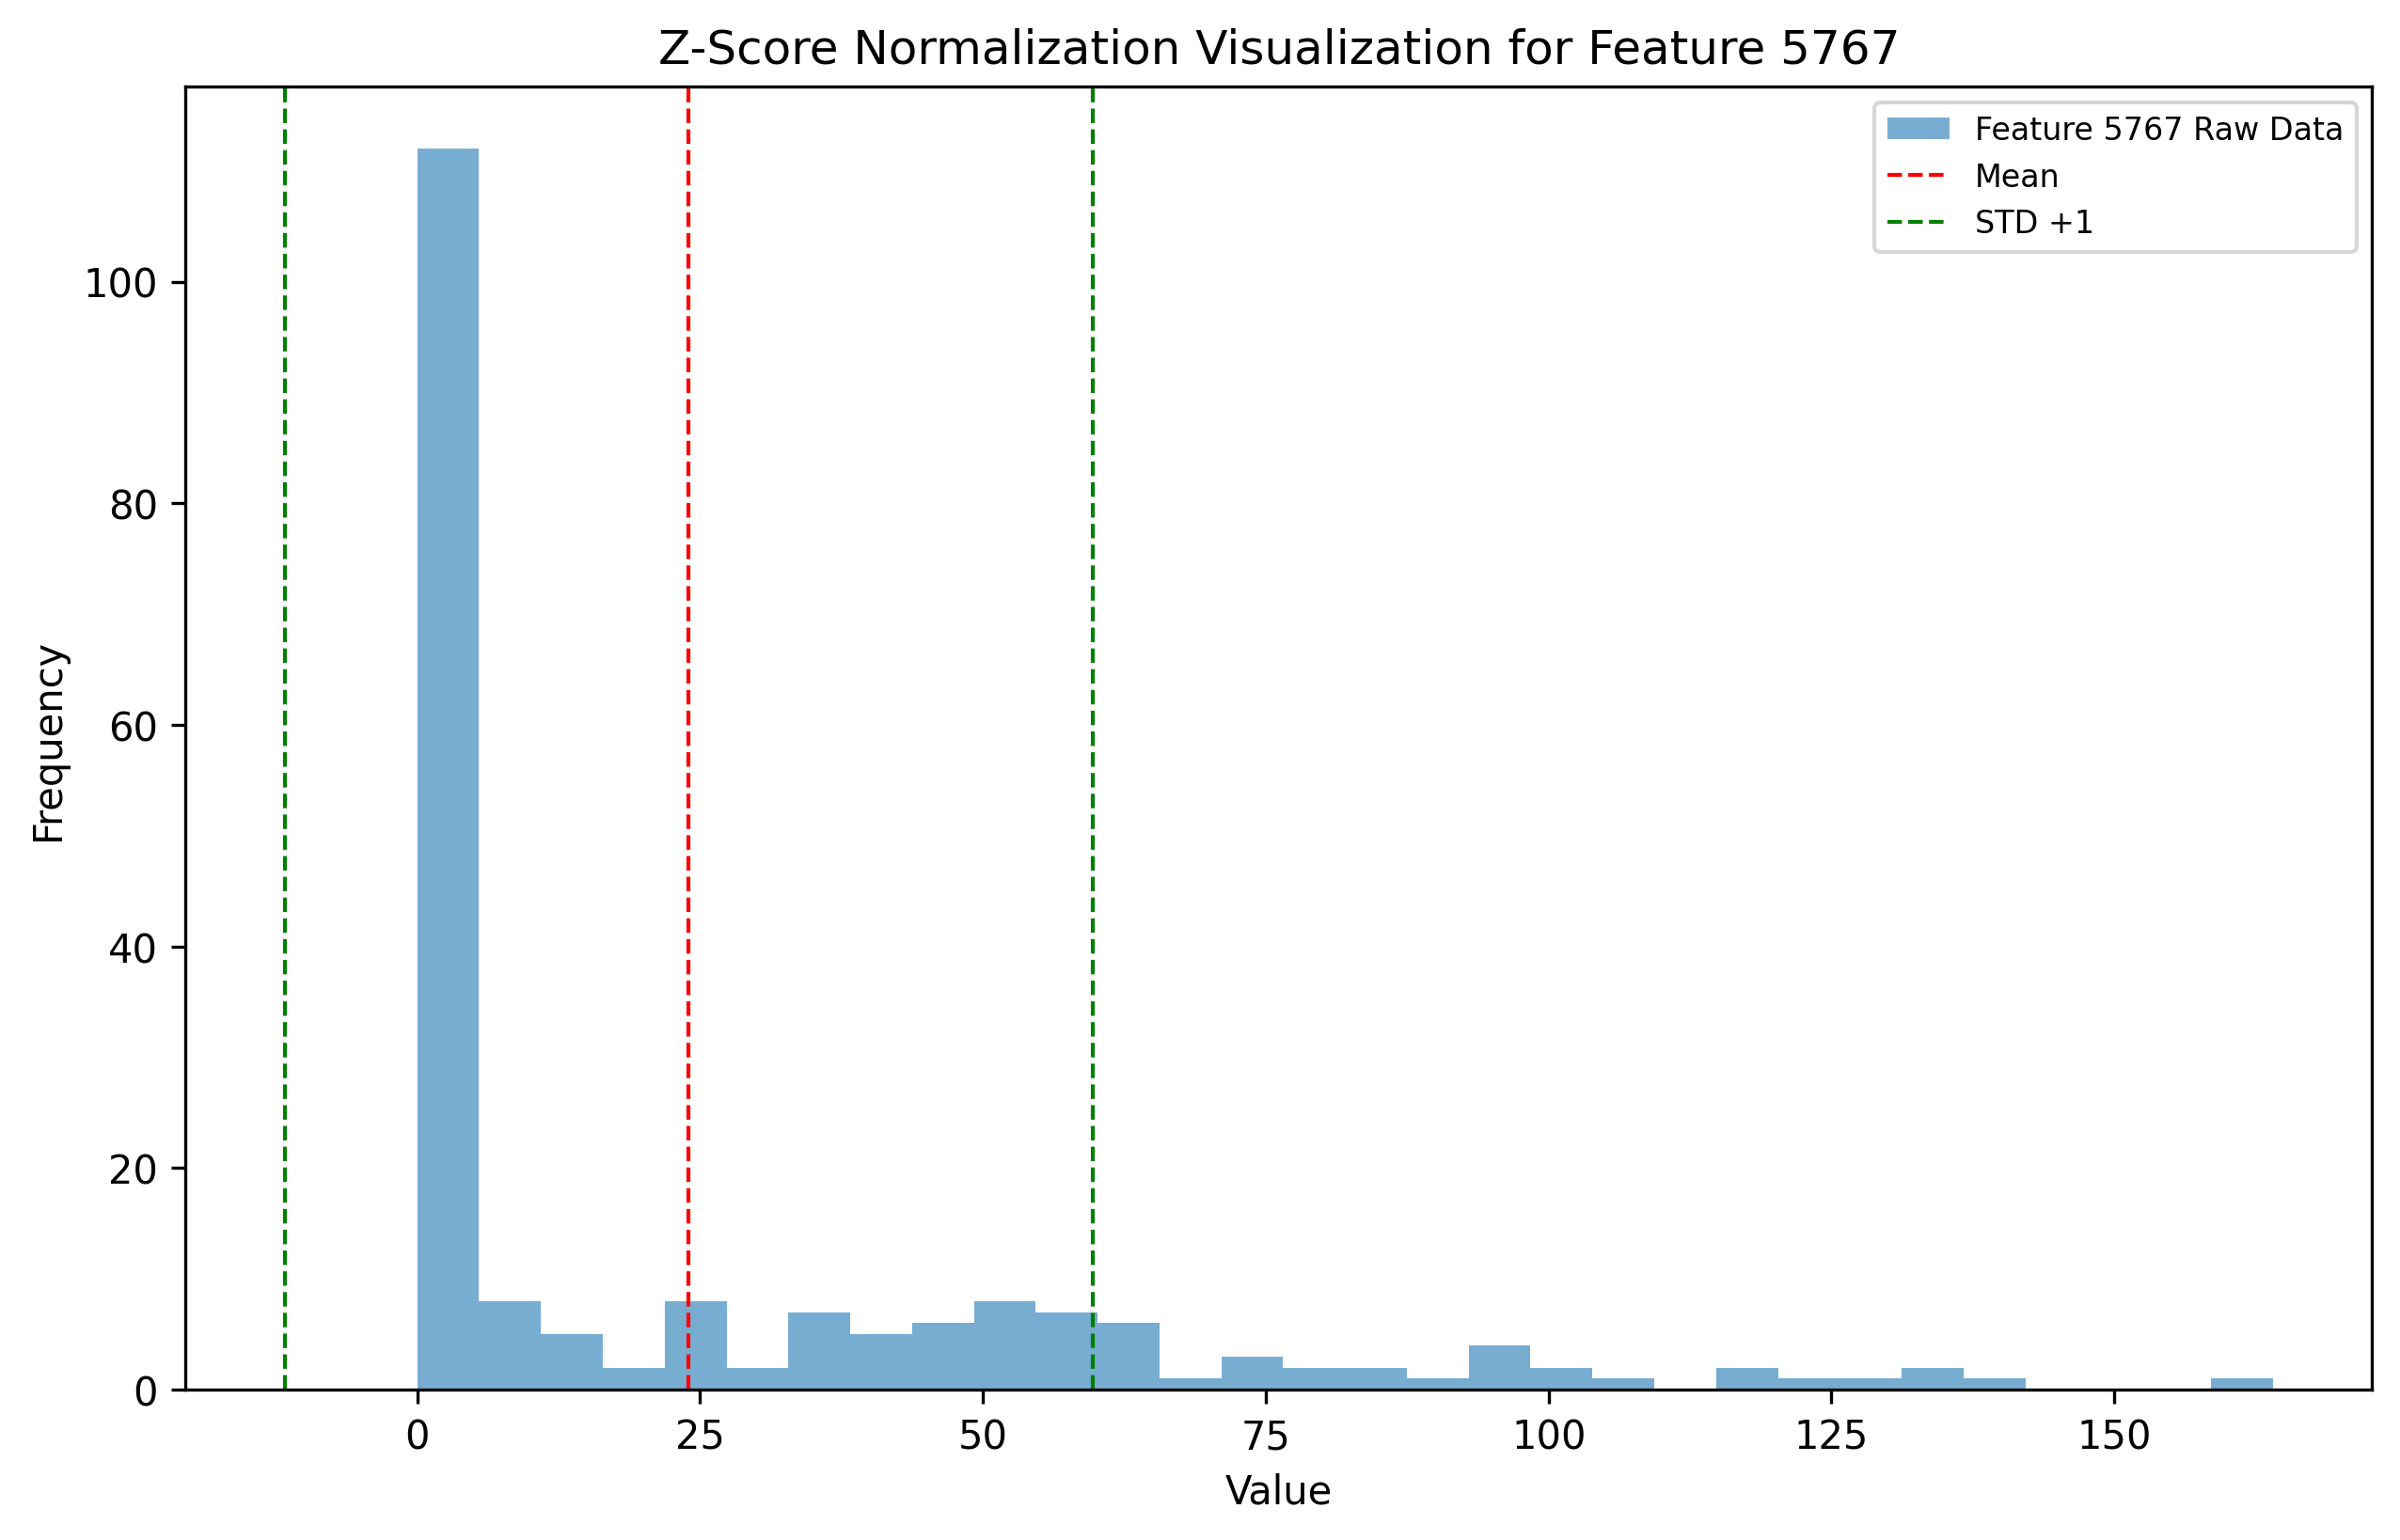 Z-Score Normalization Visualization for Feature 5767
Feature 5767 Raw Data
Mean
STD +1
100
80
60
40
20
0
Frequency
0 25 50 75 100 125 150
Value